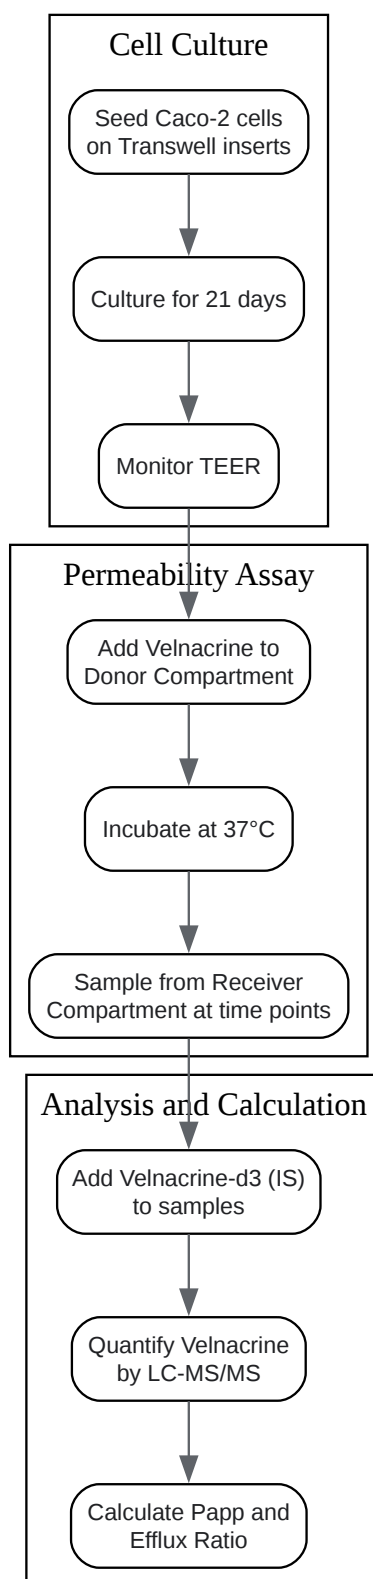 Cell Culture
Seed Caco-2 cells
on Transwell inserts
Culture for 21 days
Monitor TEER
Permeability Assay
Add Velnacrine to
Donor Compartment
Incubate at 37°C
Sample from Receiver
Compartment at time points
Analysis and Calculation
Add Velnacrine-d3 (IS)
to samples
Quantify Velnacrine
by LC-MS/MS
Calculate Papp and
Efflux Ratio